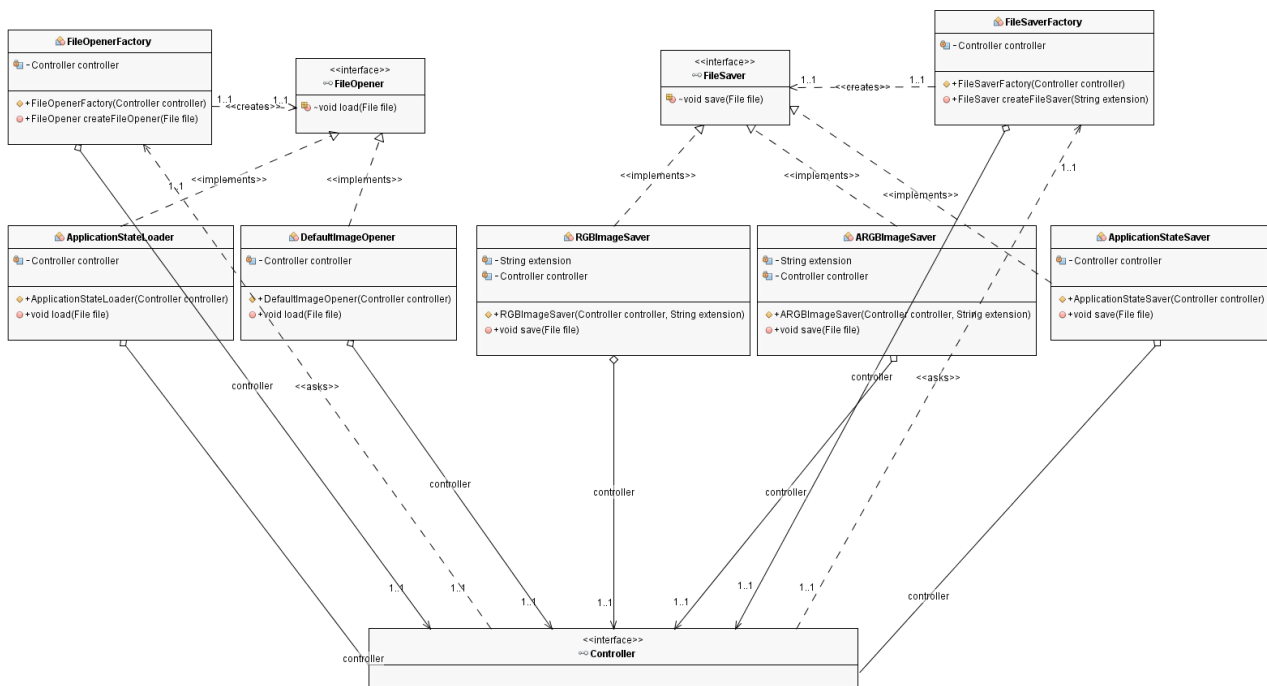 FileOpenerFactory
- Controller controller
+ FileOpenerFactory(Controller controller)
+ FileOpener createFileOpener(File file)
1..1
1..1
<<creates>>
<<interface>>
FileOpener
~ void load(File file)
<<interface>>
FileSaver
~ void save(File file)
1..1
1..1
<<creates>>
FileSaverFactory
- Controller controller
+ FileSaverFactory(Controller controller)
+ FileSaver createFileSaver(String extension)
1..1
<<implements>>
<<implements>>
<<implements>>
<<implements>>
<<implements>>
1..1
ApplicationStateLoader
- Controller controller
+ ApplicationStateLoader(Controller controller)
+ void load(File file)
DefaultImageOpener
- Controller controller
+ DefaultImageOpener(Controller controller)
+ void load(File file)
RGBImageSaver
- String extension
- Controller controller
+ RGBImageSaver(Controller controller, String extension)
+ void save(File file)
ARGBImageSaver
- String extension
- Controller controller
+ ARGBImageSaver(Controller controller, String extension)
+ void save(File file)
ApplicationStateSaver
- Controller controller
+ ApplicationStateSaver(Controller controller)
+ void save(File file)
controller
<<asks>>
controller
<<asks>>
controller
controller
controller
1..1
1..1
1..1
1..1
1..1
1..1
1..1
controller
controller
<<interface>>
Controller